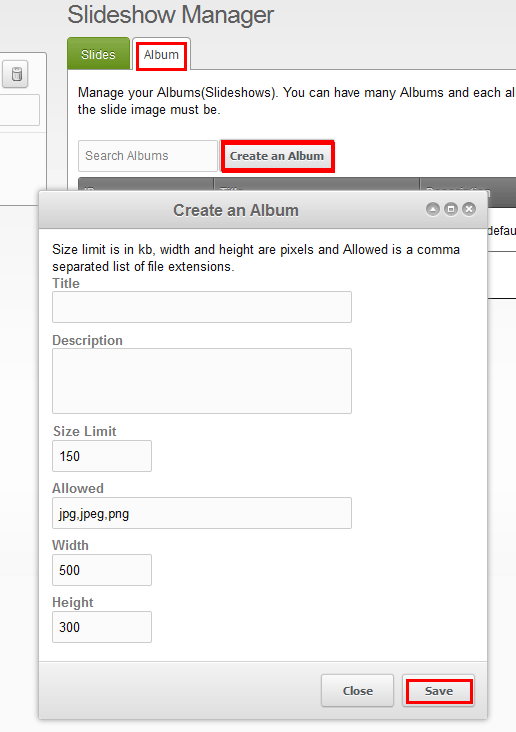 Slideshow Manager
Slides
Album
Manage your Albums(Slideshows). You can have many Albums and each al
the slide image must be.
Search Albums
Create an Album
Create an Album
defau
Size limit is in kb, width and height are pixels and Allowed is a comma
separated list of file extensions.
Title
Description
Size Limit
150
Allowed
jpg,jpeg,png
Width
500
Height
300
Close
Save